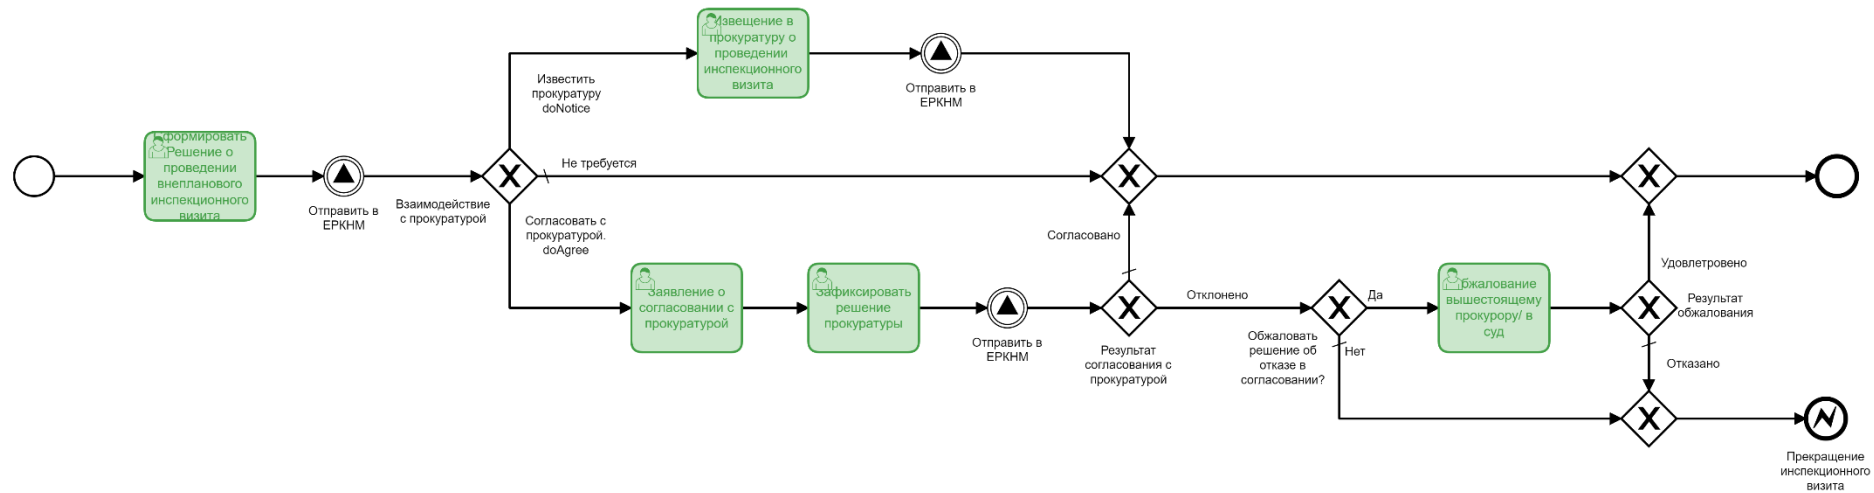 Извещение в
прокуратуру о
проведении
инспекционного
визита
Отправить в
ЕРКНМ
Известить
прокуратуру
doNotice
Сформировать
Решение о
проведении
внепланового
инспекционного
визита
Отправить в
ЕРКНМ
Взаимодействие
с прокуратурой
Не требуется
Согласовать с
прокуратурой.
doAgree
Заявление о
согласовании с
прокуратурой
Зафиксировать
решение
прокуратуры
Отправить в
ЕРКНМ
Согласовано
Результат
согласования с
прокуратурой
Отклонено
Обжаловать
решение об
отказе в
согласовании?
Да
Нет
Обжалование
вышестоящему
прокурору/ в
суд
Удовлетровено
Результат
обжалования
Отказано
Прекращение
инспекционного
визита